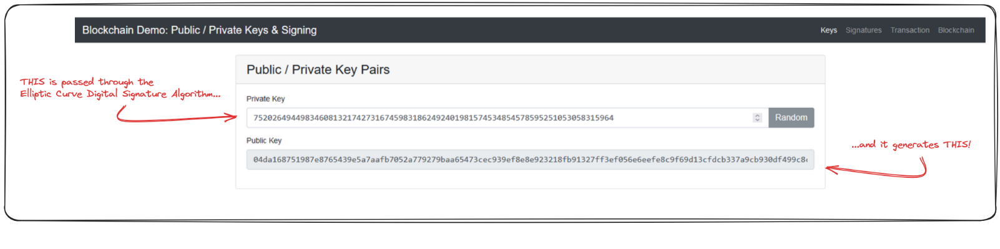 Blockchain Demo: Public / Private Keys & Signing
Keys Signatures Transaction Blockchain
Public / Private Key Pairs
THIS is passed through the
Elliptic Curve Digital Signature Algorithm...
Private Key
75202649449834608132174273167459831862492401981574534854578595251053058315964
Random
Public Key
...and it generates THIS!
04da168751987e8765439e5a7aafb7052a779279baa65473cec939ef8e8e923218fb91327ff3ef056e6eefe8c9f69d13cfdcb337a9cb930df499c8